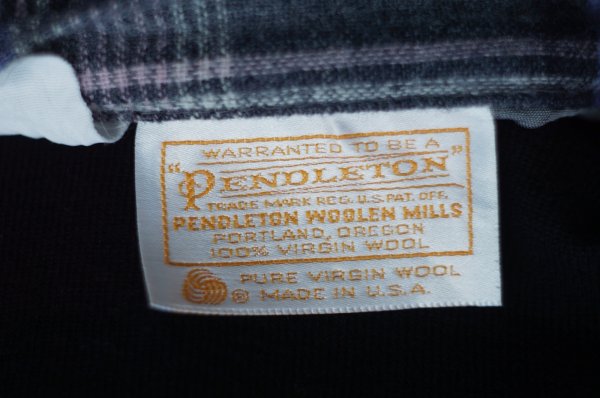 WARRANTED TO BE A
"PENDLETON"
TRADE MARK REG. U.S. PAT. OFF.
PENDLETON WOOLEN MILLS
PORTLAND, OREGON
100% VIRGIN WOOL
PURE VIRGIN WOOL
® MADE IN U.S.A.